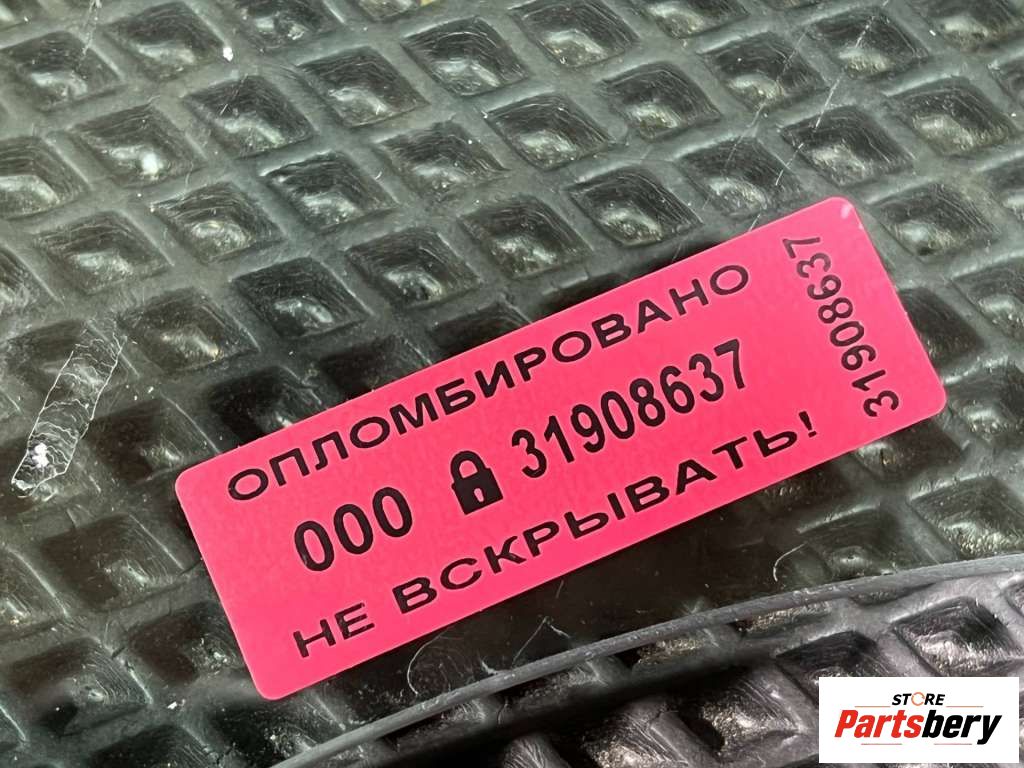 ОПЛОМБИРОВАНО
000 31908637
НЕ ВСКРЫВАТЬ!
31908637
STORE
Partsbery